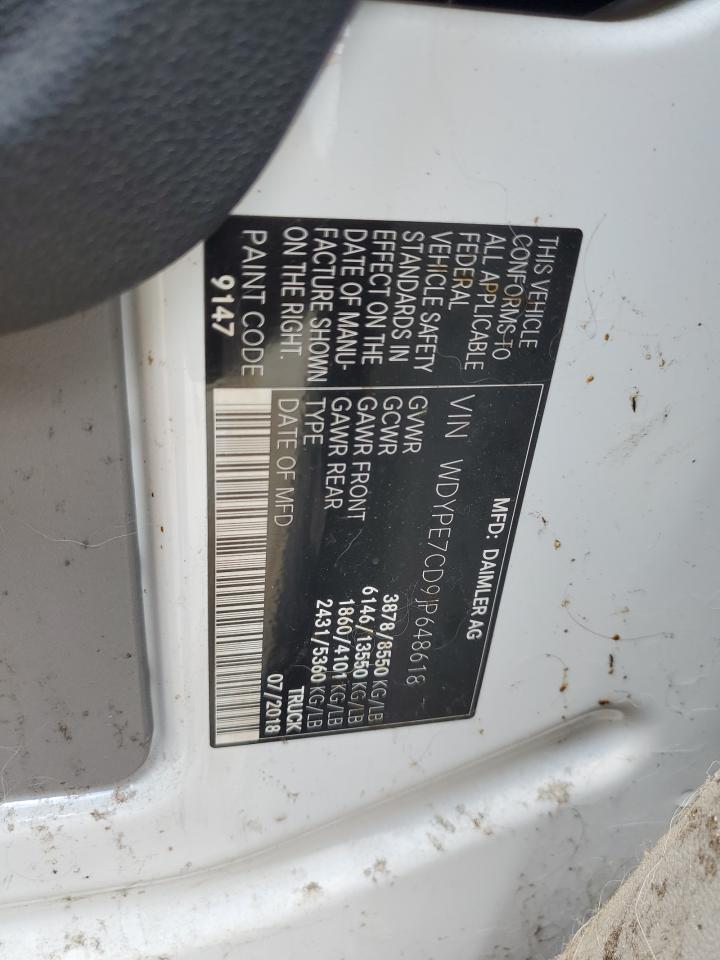 THIS VEHICLE
CONFORMS TO
ALL APPLICABLE
FEDERAL
VEHICLE SAFETY
STANDARDS IN
EFFECT ON THE
DATE OF MANU-
FACTURE SHOWN
ON THE RIGHT.
PAINT CODE
9147
MFD: DAIMLER AG
VIN WDYPE7CD9JP648618
GVWR 3878/8550 KG/LB
GCWR 6146/13550 KG/LB
GAWR FRONT 1860/4101 KG/LB
GAWR REAR 2431/5360 KG/LB
TYPE TRUCK
DATE OF MFD 07/2018